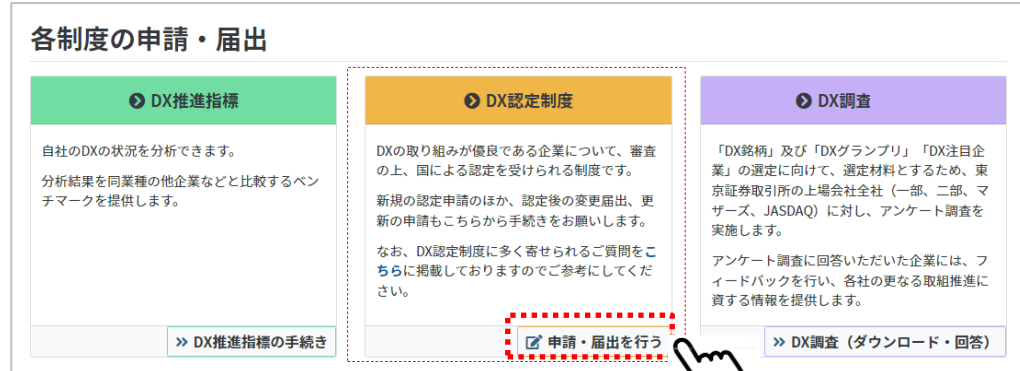 各制度の申請・届出
DX推進指標
自社のDXの状況を分析できます。
分析結果を同業種の他企業などと比較するベン
チマークを提供します。
DX推進指標の手続き
DX認定制度
DXの取り組みが優良である企業について、審査
の上、国による認定を受けられる制度です。
新規の認定申請のほか、認定後の変更届出、更
新の申請もこちらから手続きをお願いします。
なお、DX認定制度に多く寄せられるご質問をこ
ちらに掲載しておりますのでご参考にしてくだ
さい。
申請・届出を行う
DX調査
「DX銘柄」及び「DXグランプリ」「DX注目企
業」の選定に向けて、選定材料とするため、東
京証券取引所の上場会社全社（一部、二部、マ
ザーズ、JASDAQ）に対し、アンケート調査を
実施します。
アンケート調査に回答いただいた企業には、フ
ィードバックを行い、各社の更なる取組推進に
資する情報を提供します。
DX調査（ダウンロード・回答）